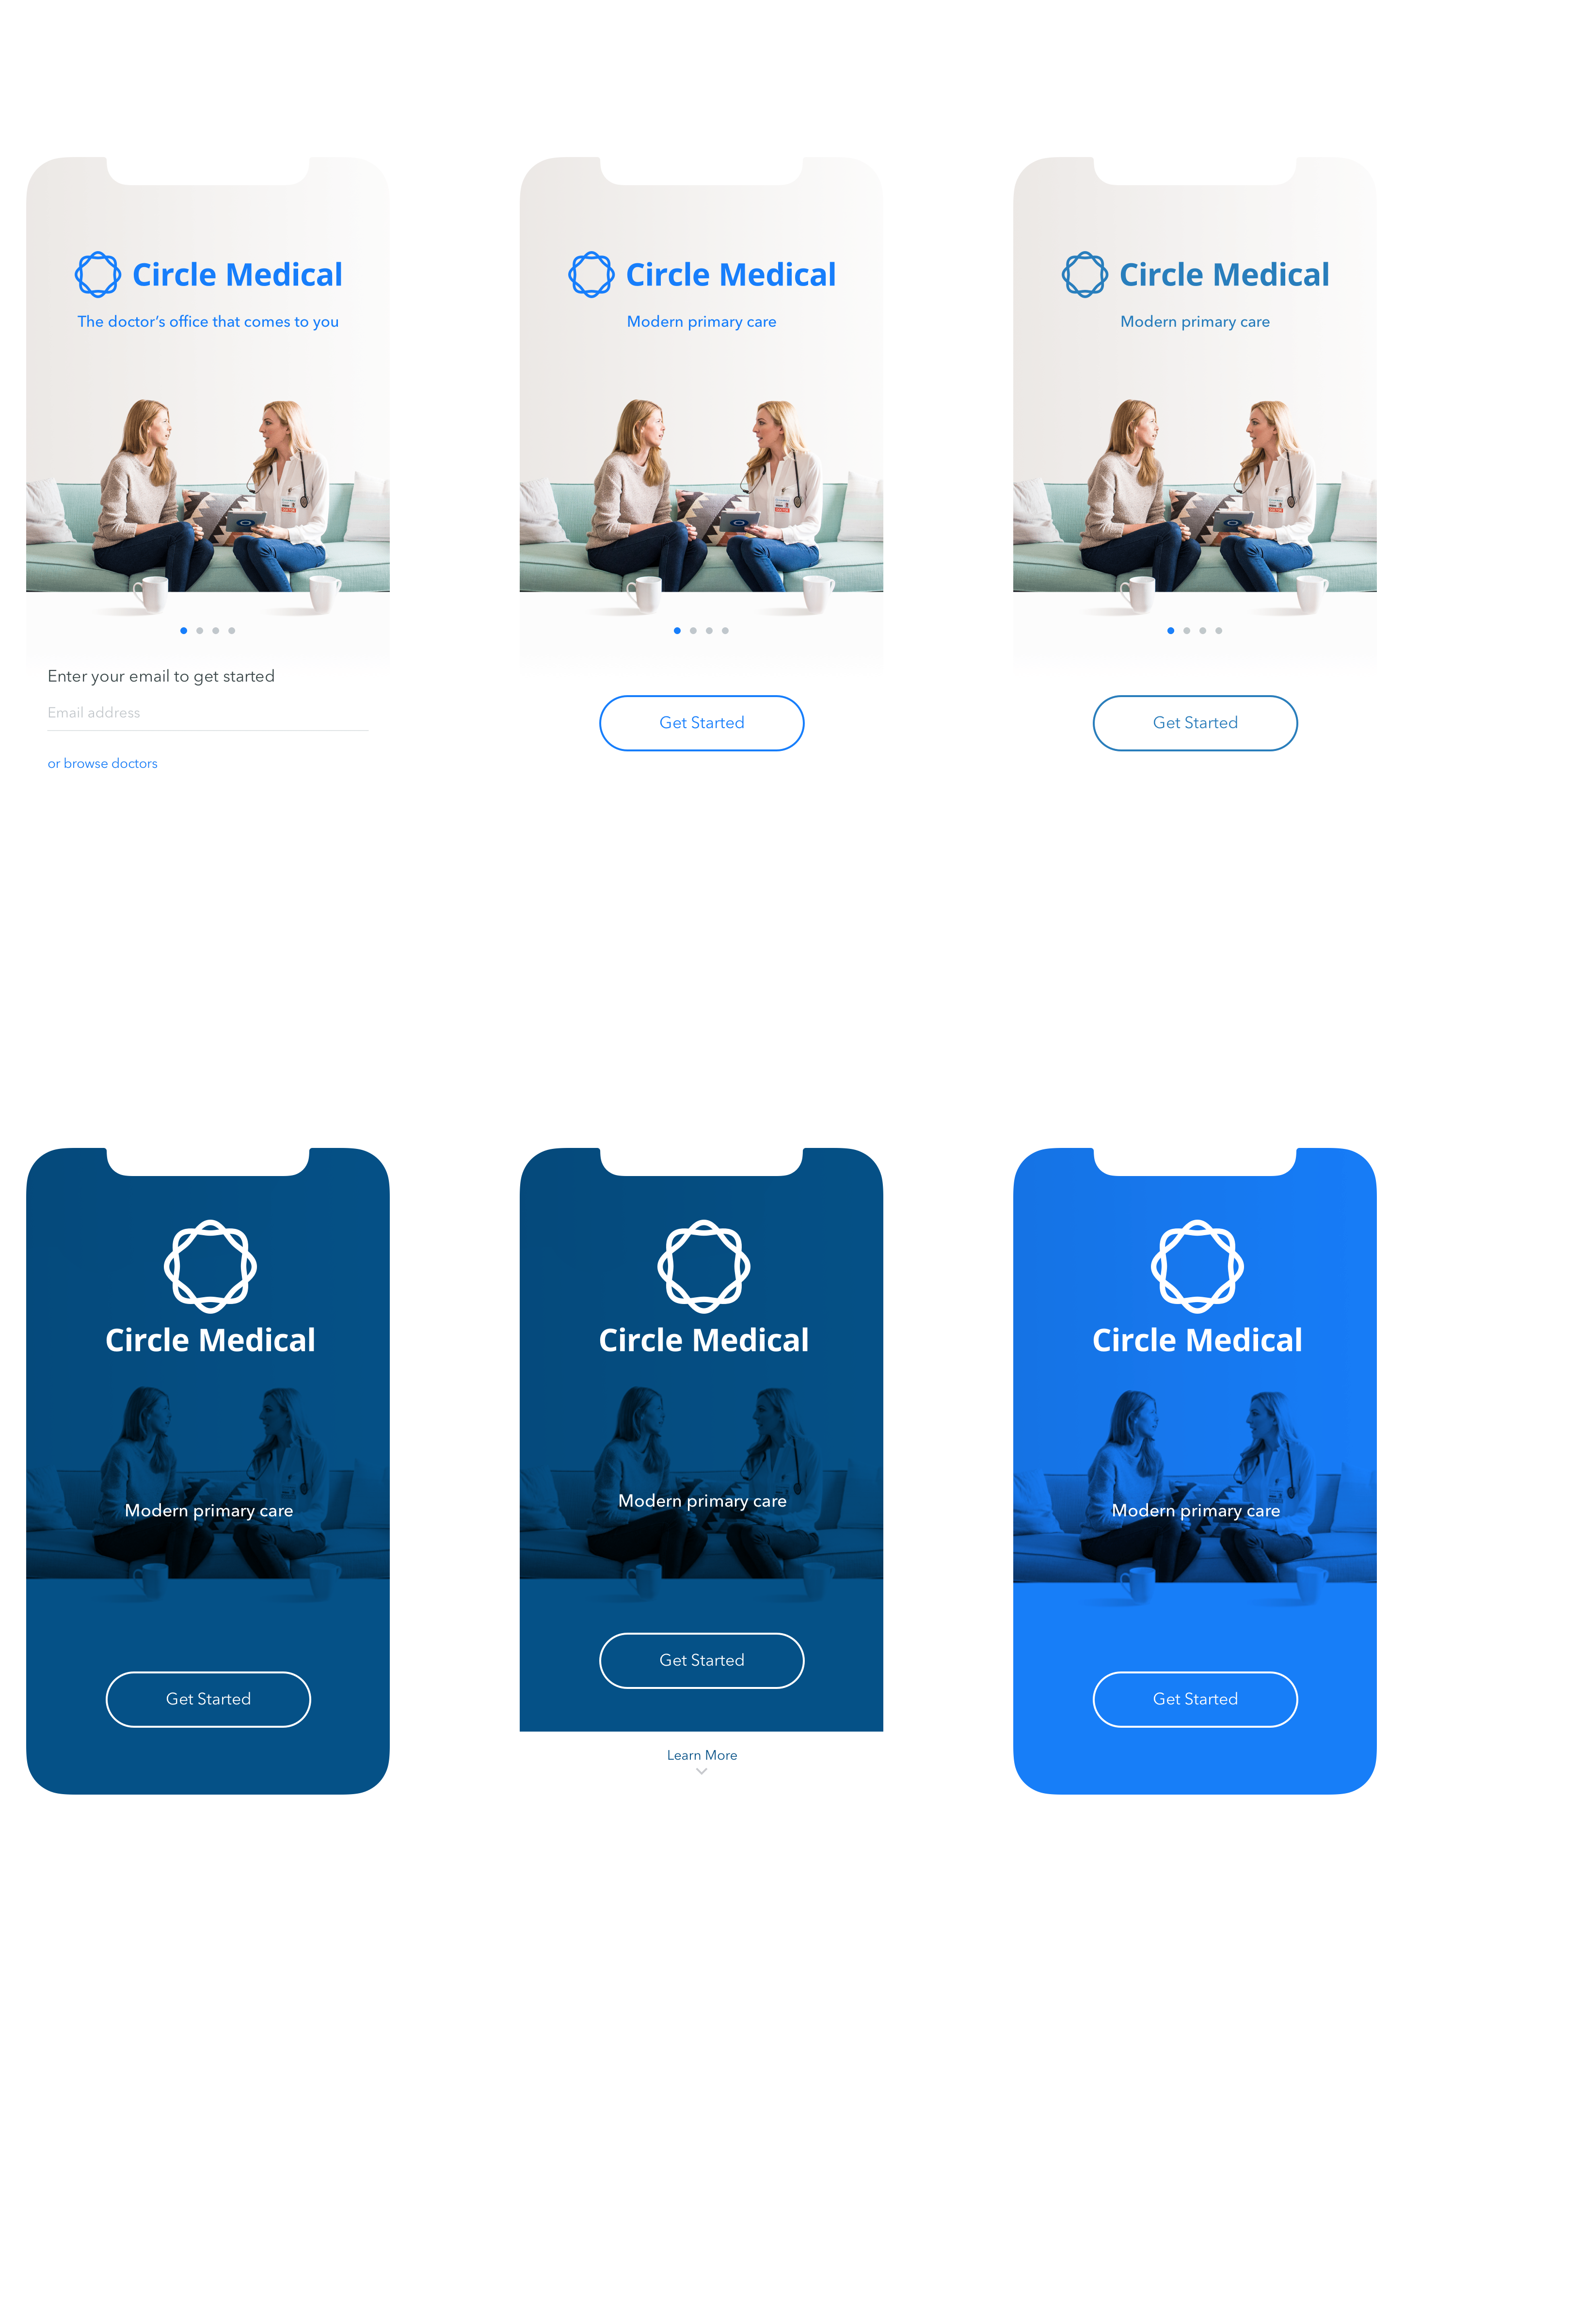 Circle Medical
The doctor’s office that comes to you
Enter your email to get started
Email address
or browse doctors
Circle Medical
Modern primary care
Get Started
Circle Medical
Modern primary care
Get Started
Circle Medical
Modern primary care
Get Started
Circle Medical
Modern primary care
Get Started
Learn More
Circle Medical
Modern primary care
Get Started